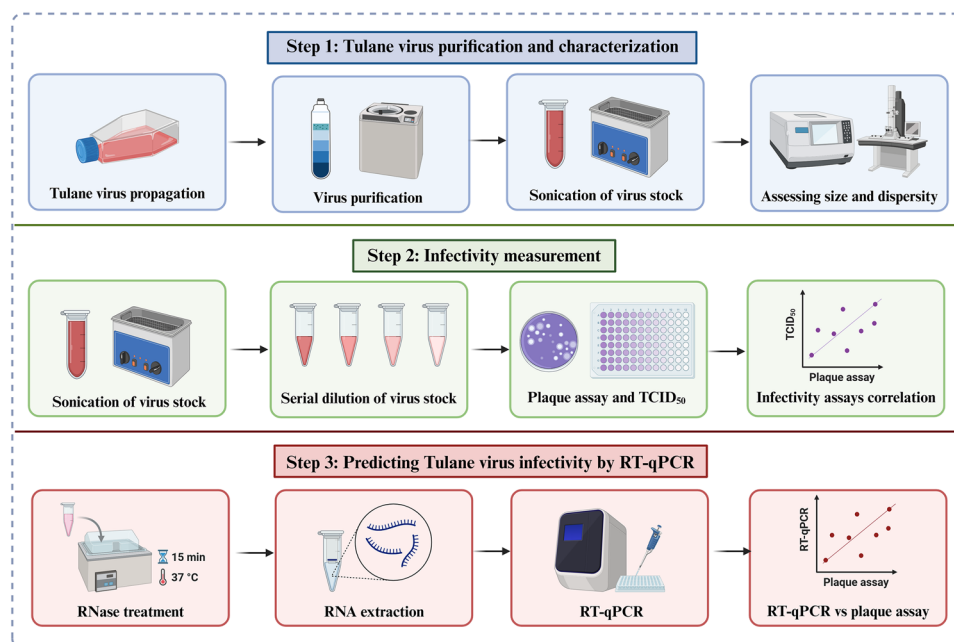 Step 1: Tulane virus purification and characterization
Tulane virus propagation
Virus purification
Sonication of virus stock
Assessing size and dispersity
Step 2: Infectivity measurement
Sonication of virus stock
Serial dilution of virus stock
Plaque assay and TCID₅₀
TCID₅₀
Plaque assay
Infectivity assays correlation
Step 3: Predicting Tulane virus infectivity by RT-qPCR
15 min
37 °C
RNase treatment
RNA extraction
RT-qPCR
RT-qPCR
Plaque assay
RT-qPCR vs plaque assay